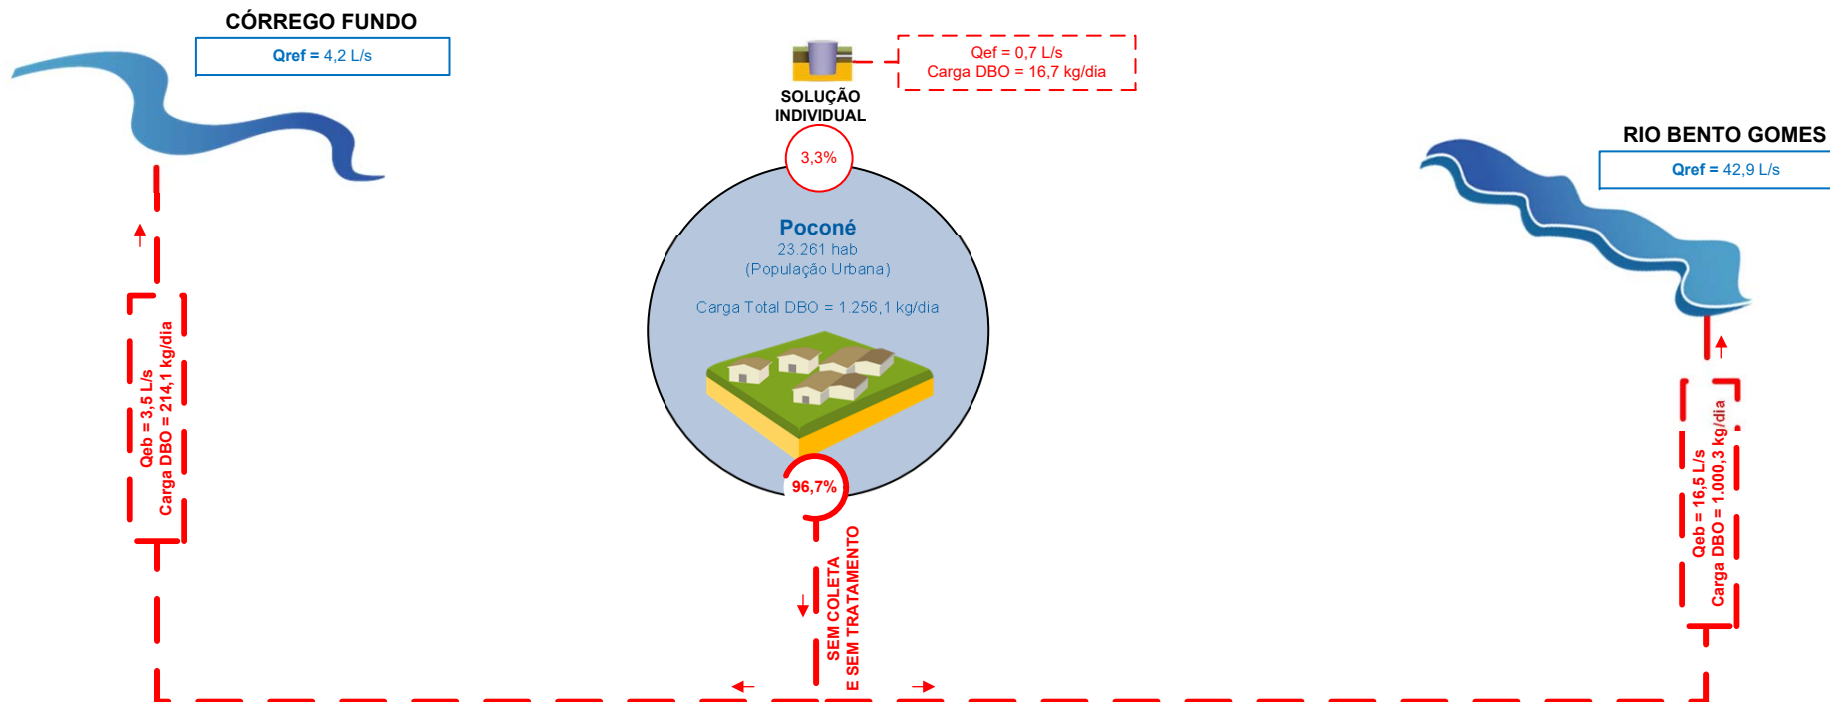 CÓRREGO FUNDO
Qref = 4,2 L/s
Qef = 0,7 L/s
Carga DBO = 16,7 kg/dia
SOLUÇÃO
INDIVIDUAL
3,3%
RIO BENTO GOMES
Qref = 42,9 L/s
Poconé
23.261 hab
(População Urbana)
Carga Total DBO = 1.256,1 kg/dia
Qeb = 3,5 L/s
Carga DBO = 214,1 kg/dia
96,7%
SEM COLETA
E SEM TRATAMENTO
Qeb = 16,5 L/s
Carga DBO = 1.000,3 kg/dia